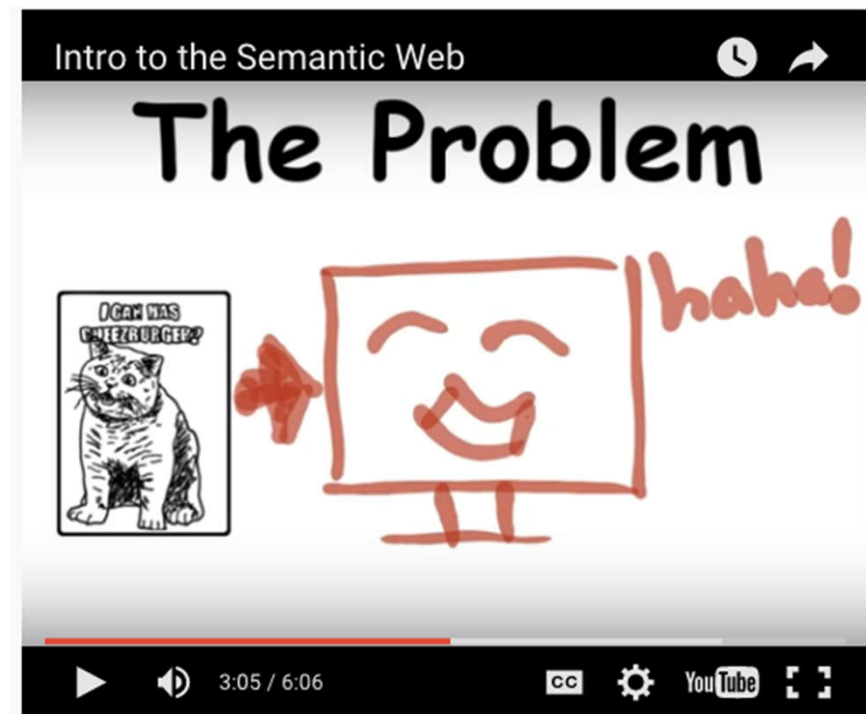 Intro to the Semantic Web
The Problem
haha!
I CAN HAS
CHEEZBURGER?
3:05 / 6:06
CC
YouTube